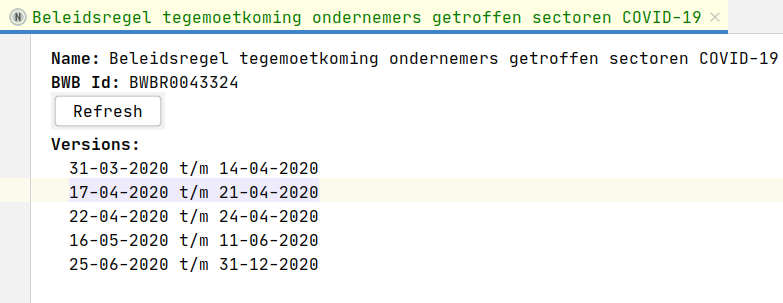 N Beleidsregel tegemoetkoming ondernemers getroffen sectoren COVID-19 ×
Name: Beleidsregel tegemoetkoming ondernemers getroffen sectoren COVID-19
BWB Id: BWBR0043324
Refresh
Versions:
31-03-2020 t/m 14-04-2020
17-04-2020 t/m 21-04-2020
22-04-2020 t/m 24-04-2020
16-05-2020 t/m 11-06-2020
25-06-2020 t/m 31-12-2020